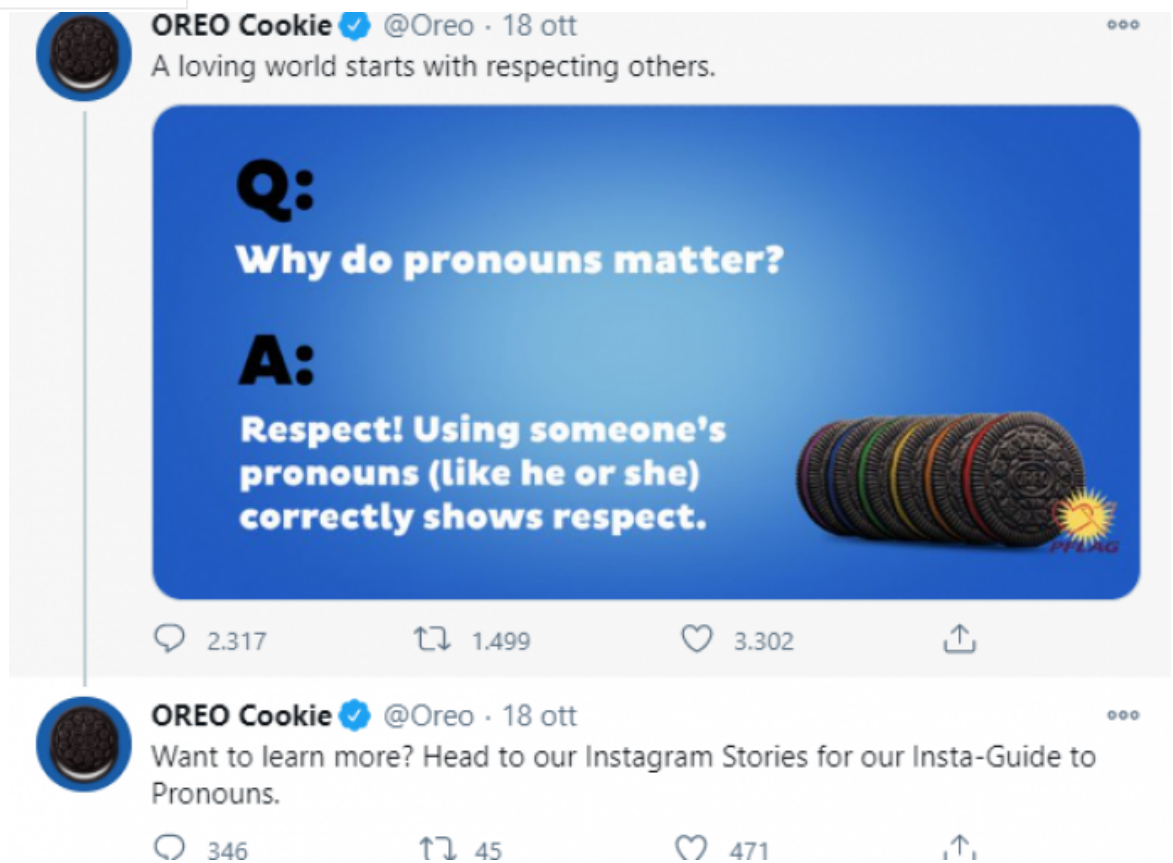 OREO Cookie @Oreo · 18 ott
A loving world starts with respecting others.
Q:
Why do pronouns matter?
A:
Respect! Using someone's
pronouns (like he or she)
correctly shows respect.
PFLAG
2.317 1.499 3.302
OREO Cookie @Oreo · 18 ott
Want to learn more? Head to our Instagram Stories for our Insta-Guide to
Pronouns.
346 45 471